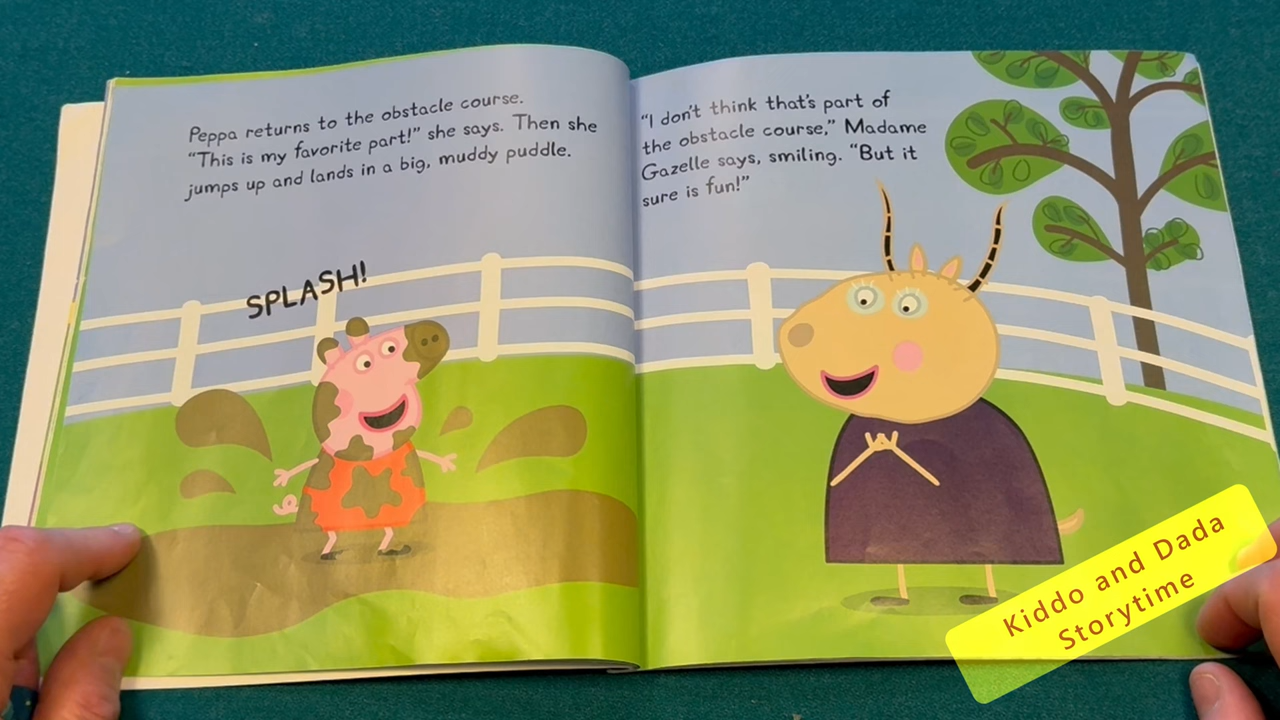 Peppa returns to the obstacle course.
“This is my favorite part!” she says. Then she
jumps up and lands in a big, muddy puddle.
SPLASH!
“I don’t think that’s part of
the obstacle course,” Madame
Gazelle says, smiling. “But it
sure is fun!”
Kiddo and Dada
Storytime